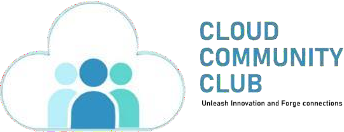 CLOUD
COMMUNITY
CLUB
Unleash Innovation and Forge connections